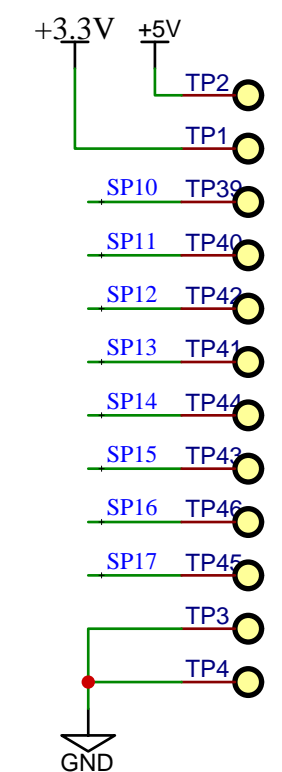 +3.3V +5V
TP2
TP1
SP10 TP39
SP11 TP40
SP12 TP42
SP13 TP41
SP14 TP44
SP15 TP43
SP16 TP46
SP17 TP45
TP3
TP4
GND